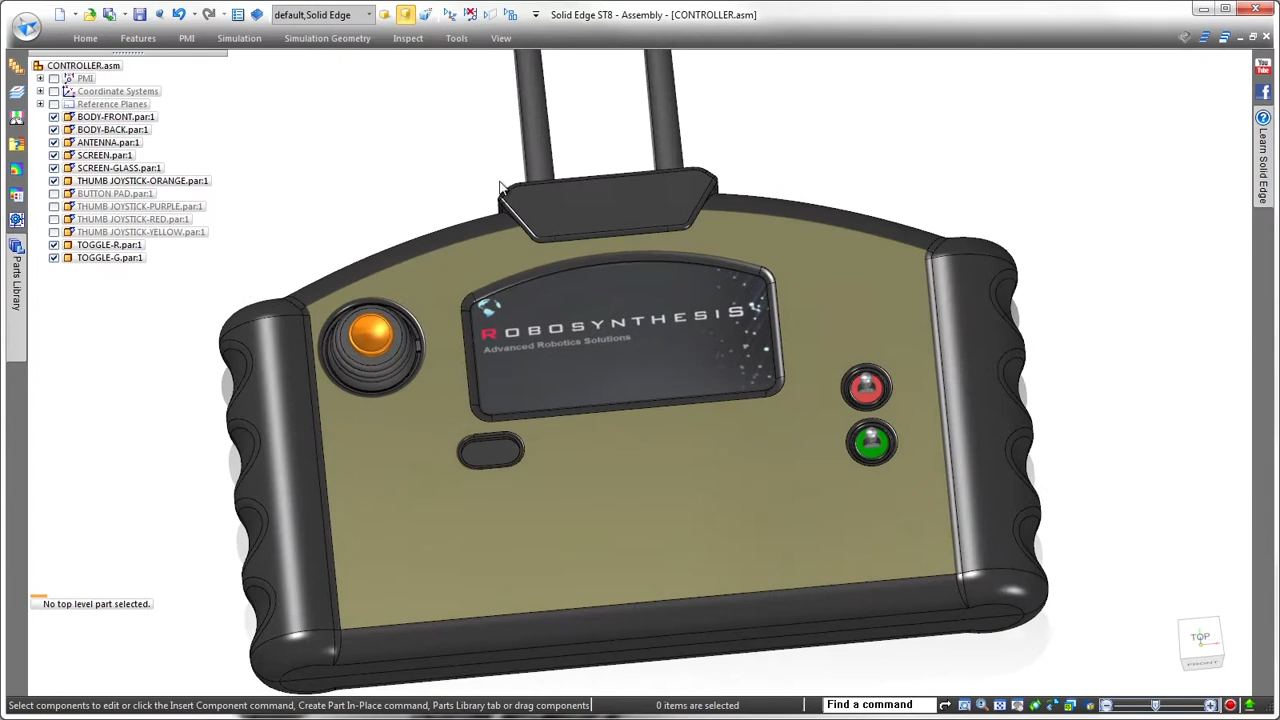 default,Solid Edge
Solid Edge ST8 - Assembly - [CONTROLLER.asm]
Home
Features
PMI
Simulation
Simulation Geometry
Inspect
Tools
View
CONTROLLER.asm
PMI
Coordinate Systems
Reference Planes
BODY-FRONT.par:1
BODY-BACK.par:1
ANTENNA.par:1
SCREEN.par:1
SCREEN-GLASS.par:1
THUMB JOYSTICK-ORANGE.par:1
BUTTON PAD.par:1
THUMB JOYSTICK-PURPLE.par:1
THUMB JOYSTICK-RED.par:1
THUMB JOYSTICK-YELLOW.par:1
TOGGLE-R.par:1
TOGGLE-G.par:1
Parts Library
You Tube
Learn Solid Edge
ROBOSYNTHESIS
Advanced Robotics Solutions
No top level part selected.
TOP
FRONT
Select components to edit or click the Insert Component command, Create Part In-Place command, Parts Library or drag components
0 items are selected
Find a command